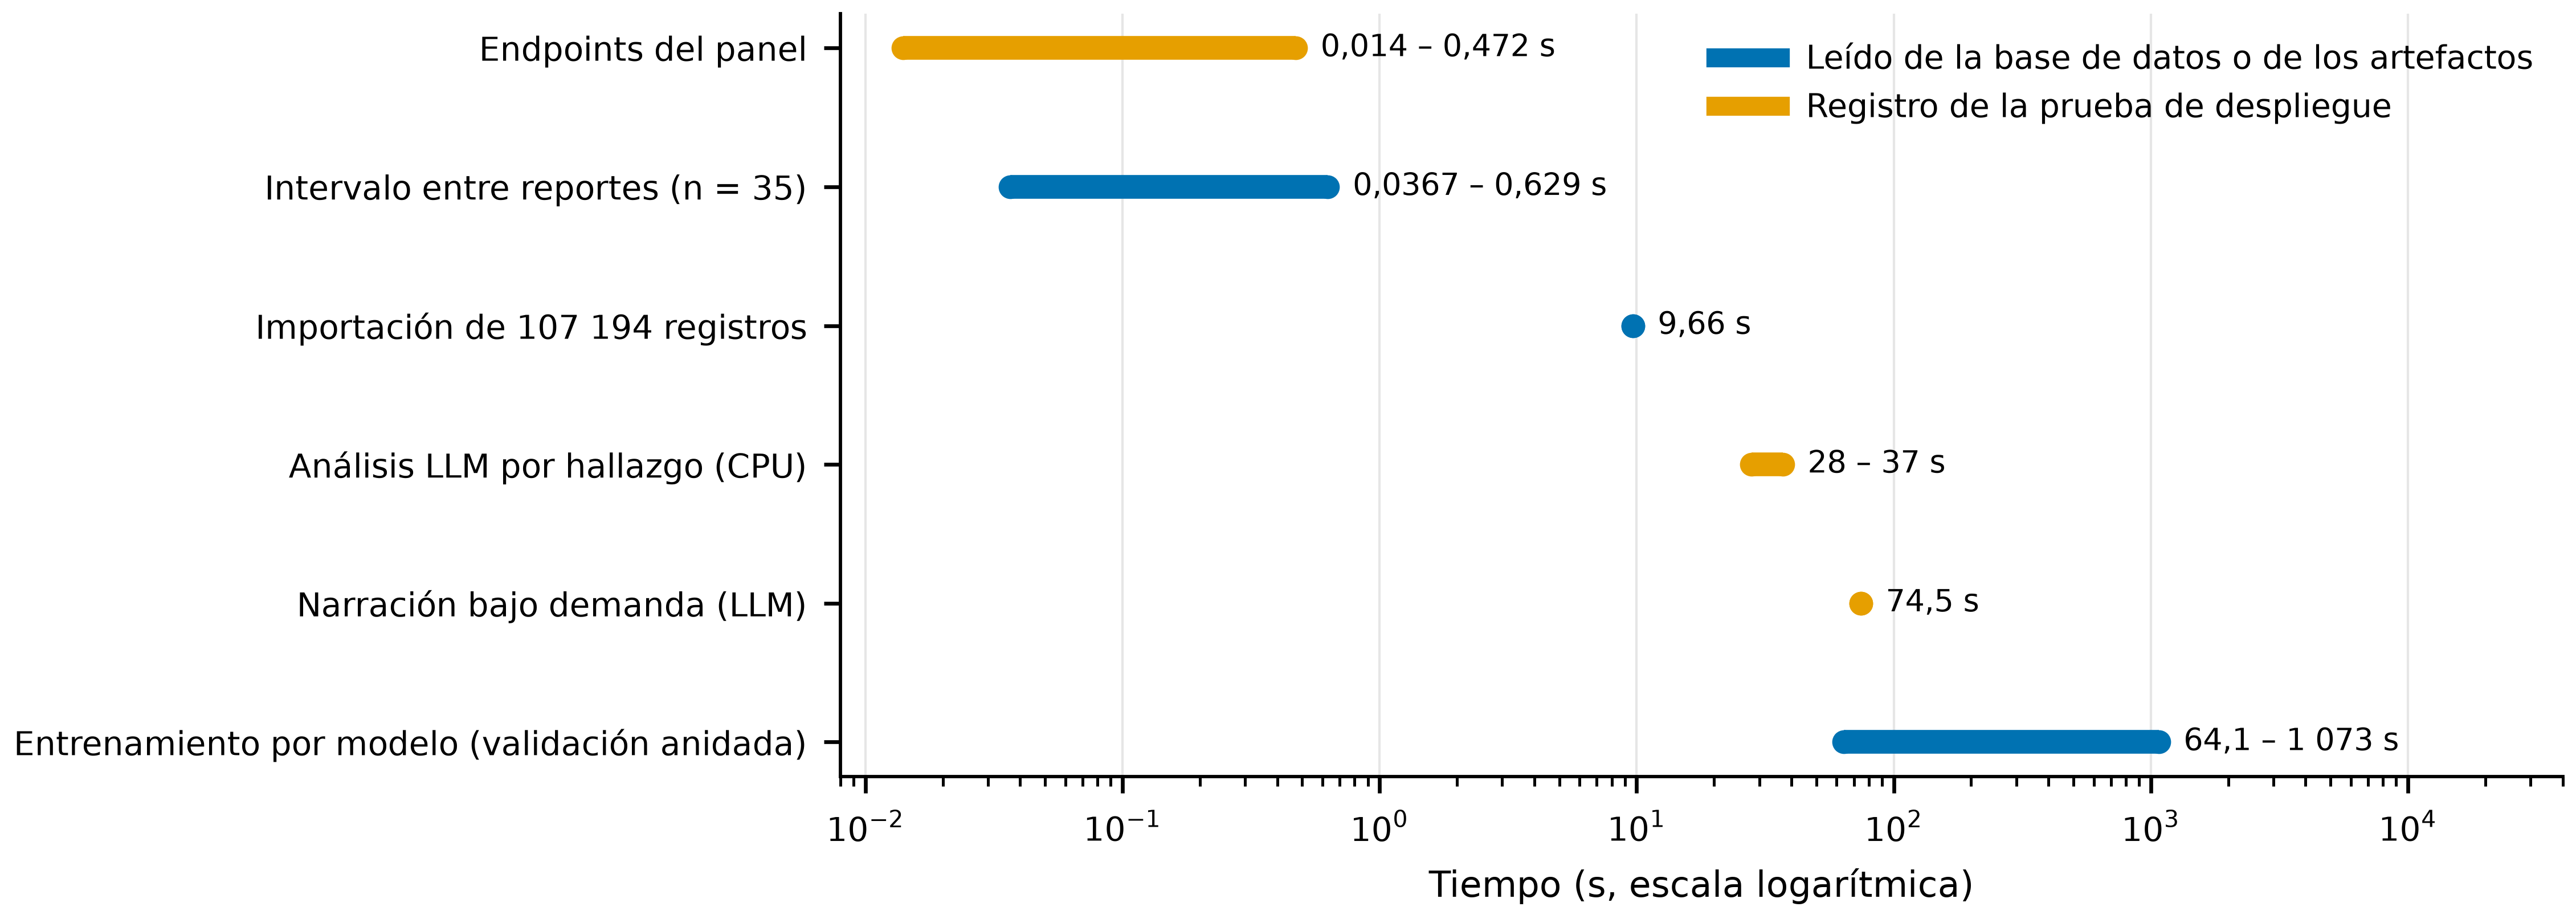 Endpoints del panel
0,014 – 0,472 s
Leído de la base de datos o de los artefactos
Registro de la prueba de despliegue
Intervalo entre reportes (n = 35)
0,0367 – 0,629 s
Importación de 107 194 registros
9,66 s
Análisis LLM por hallazgo (CPU)
28 – 37 s
Narración bajo demanda (LLM)
74,5 s
Entrenamiento por modelo (validación anidada)
64,1 – 1 073 s
10⁻² 10⁻¹ 10⁰ 10¹ 10² 10³ 10⁴
Tiempo (s, escala logarítmica)